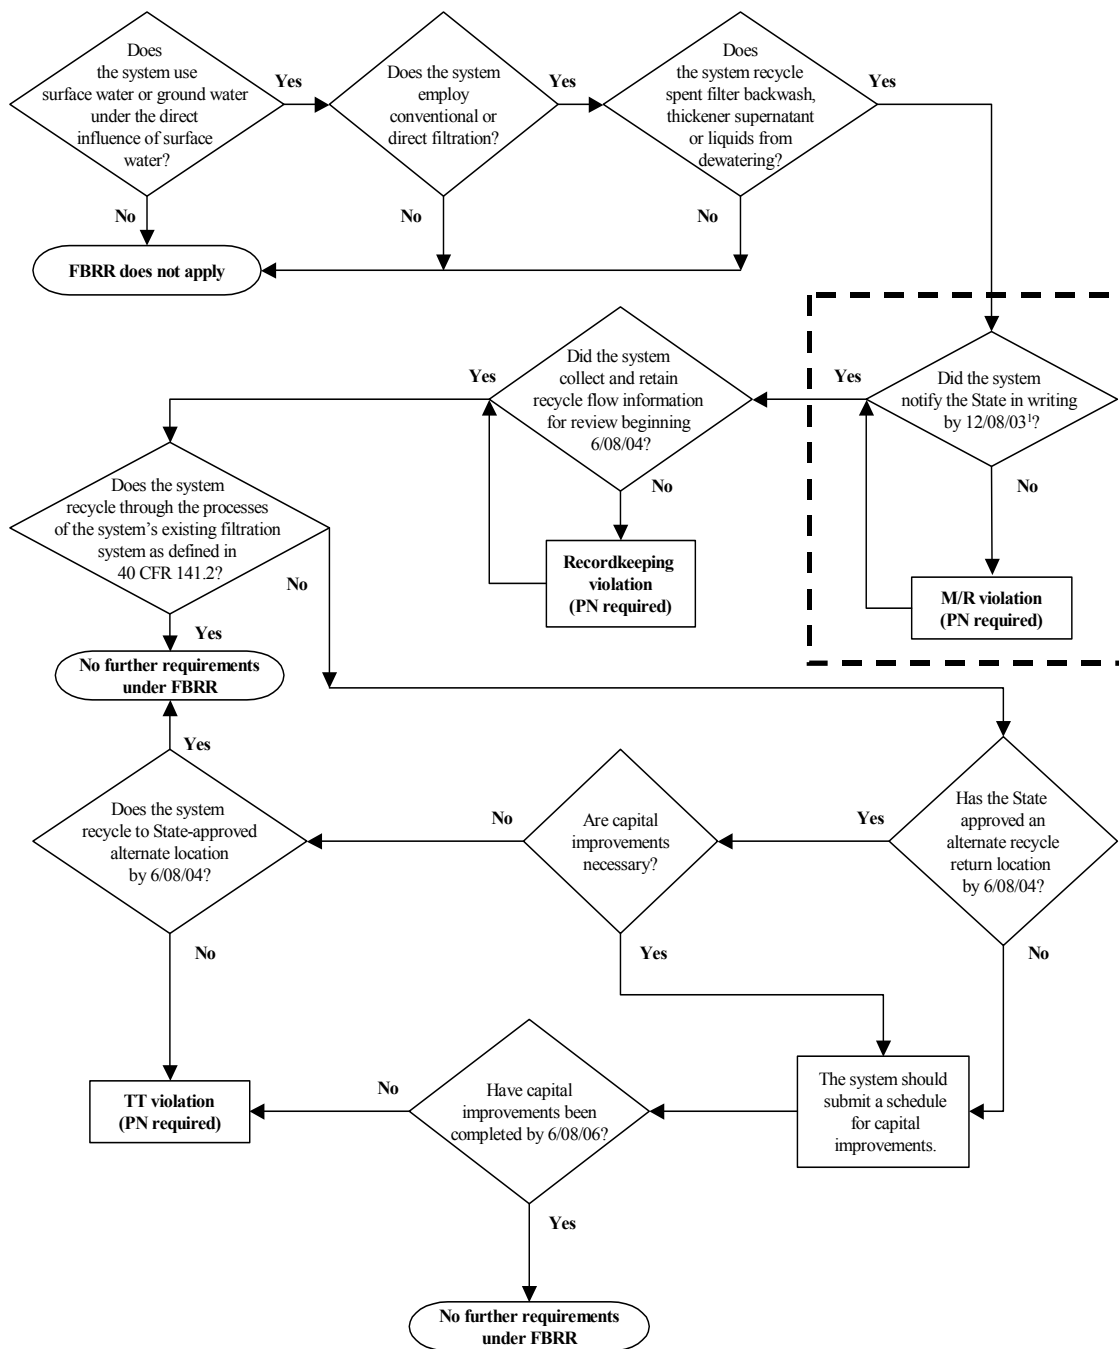 Does
the system use
surface water or ground water
under the direct
influence of surface
water?
Yes
Does the system
employ
conventional or
direct filtration?
Yes
Does
the system recycle
spent filter backwash,
thickener supernatant
or liquids from
dewatering?
Yes
No
No
No
FBRR does not apply
Did the system
notify the State in writing
by 12/08/03¹?
Yes
No
M/R violation
(PN required)
Did the system
collect and retain
recycle flow information
for review beginning
6/08/04?
Yes
No
Recordkeeping
violation
(PN required)
Does the system
recycle through the processes
of the system’s existing filtration
system as defined in
40 CFR 141.2?
No
Yes
No further requirements
under FBRR
Yes
Does the system
recycle to State-approved
alternate location
by 6/08/04?
No
Are capital
improvements
necessary?
Yes
Has the State
approved an
alternate recycle
return location
by 6/08/04?
No
Yes
No
TT violation
(PN required)
No
Have capital
improvements been
completed by 6/08/06?
The system should
submit a schedule
for capital
improvements.
Yes
No further requirements
under FBRR